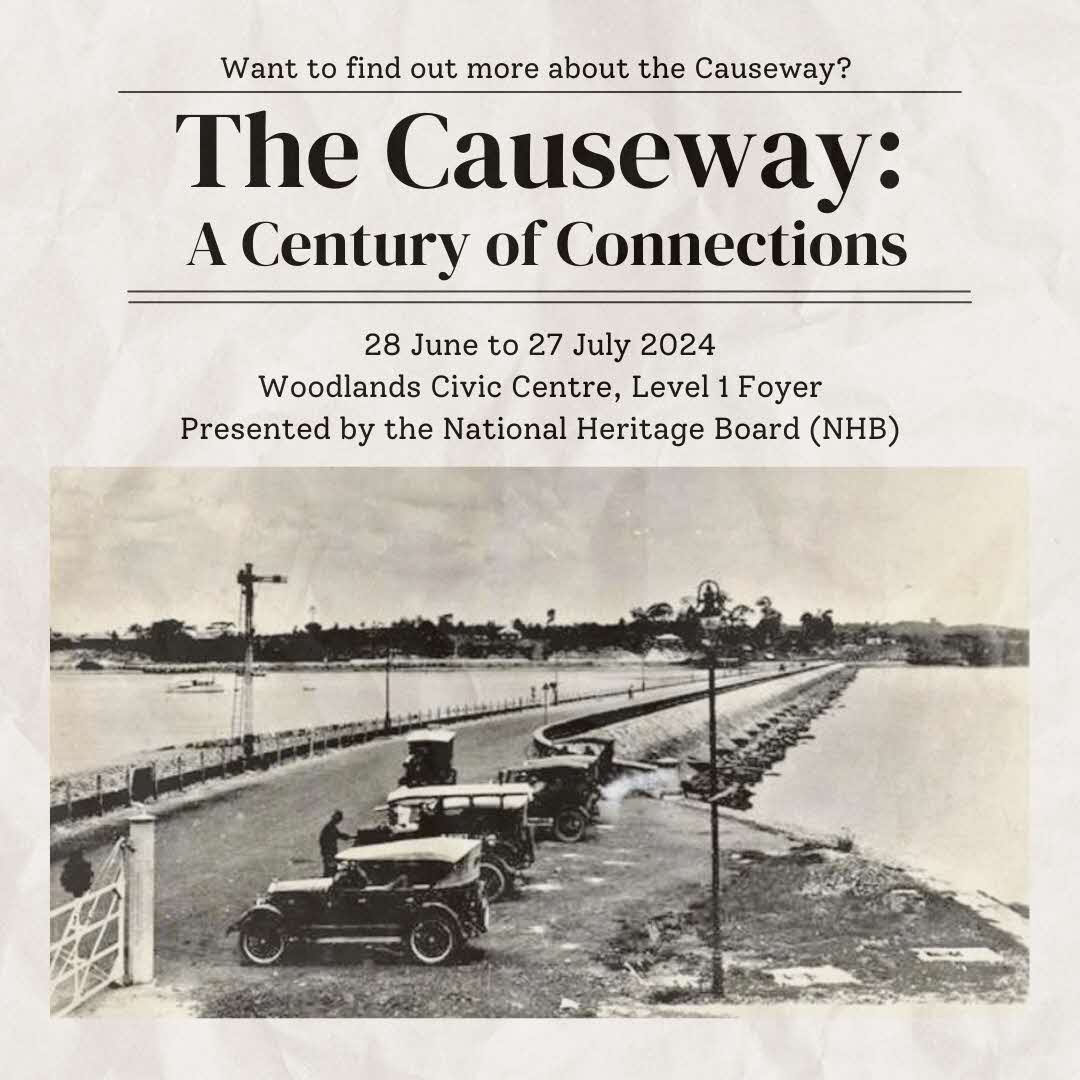 Want to find out more about the Causeway?
The Causeway:
A Century of Connections
28 June to 27 July 2024
Woodlands Civic Centre, Level 1 Foyer
Presented by the National Heritage Board (NHB)